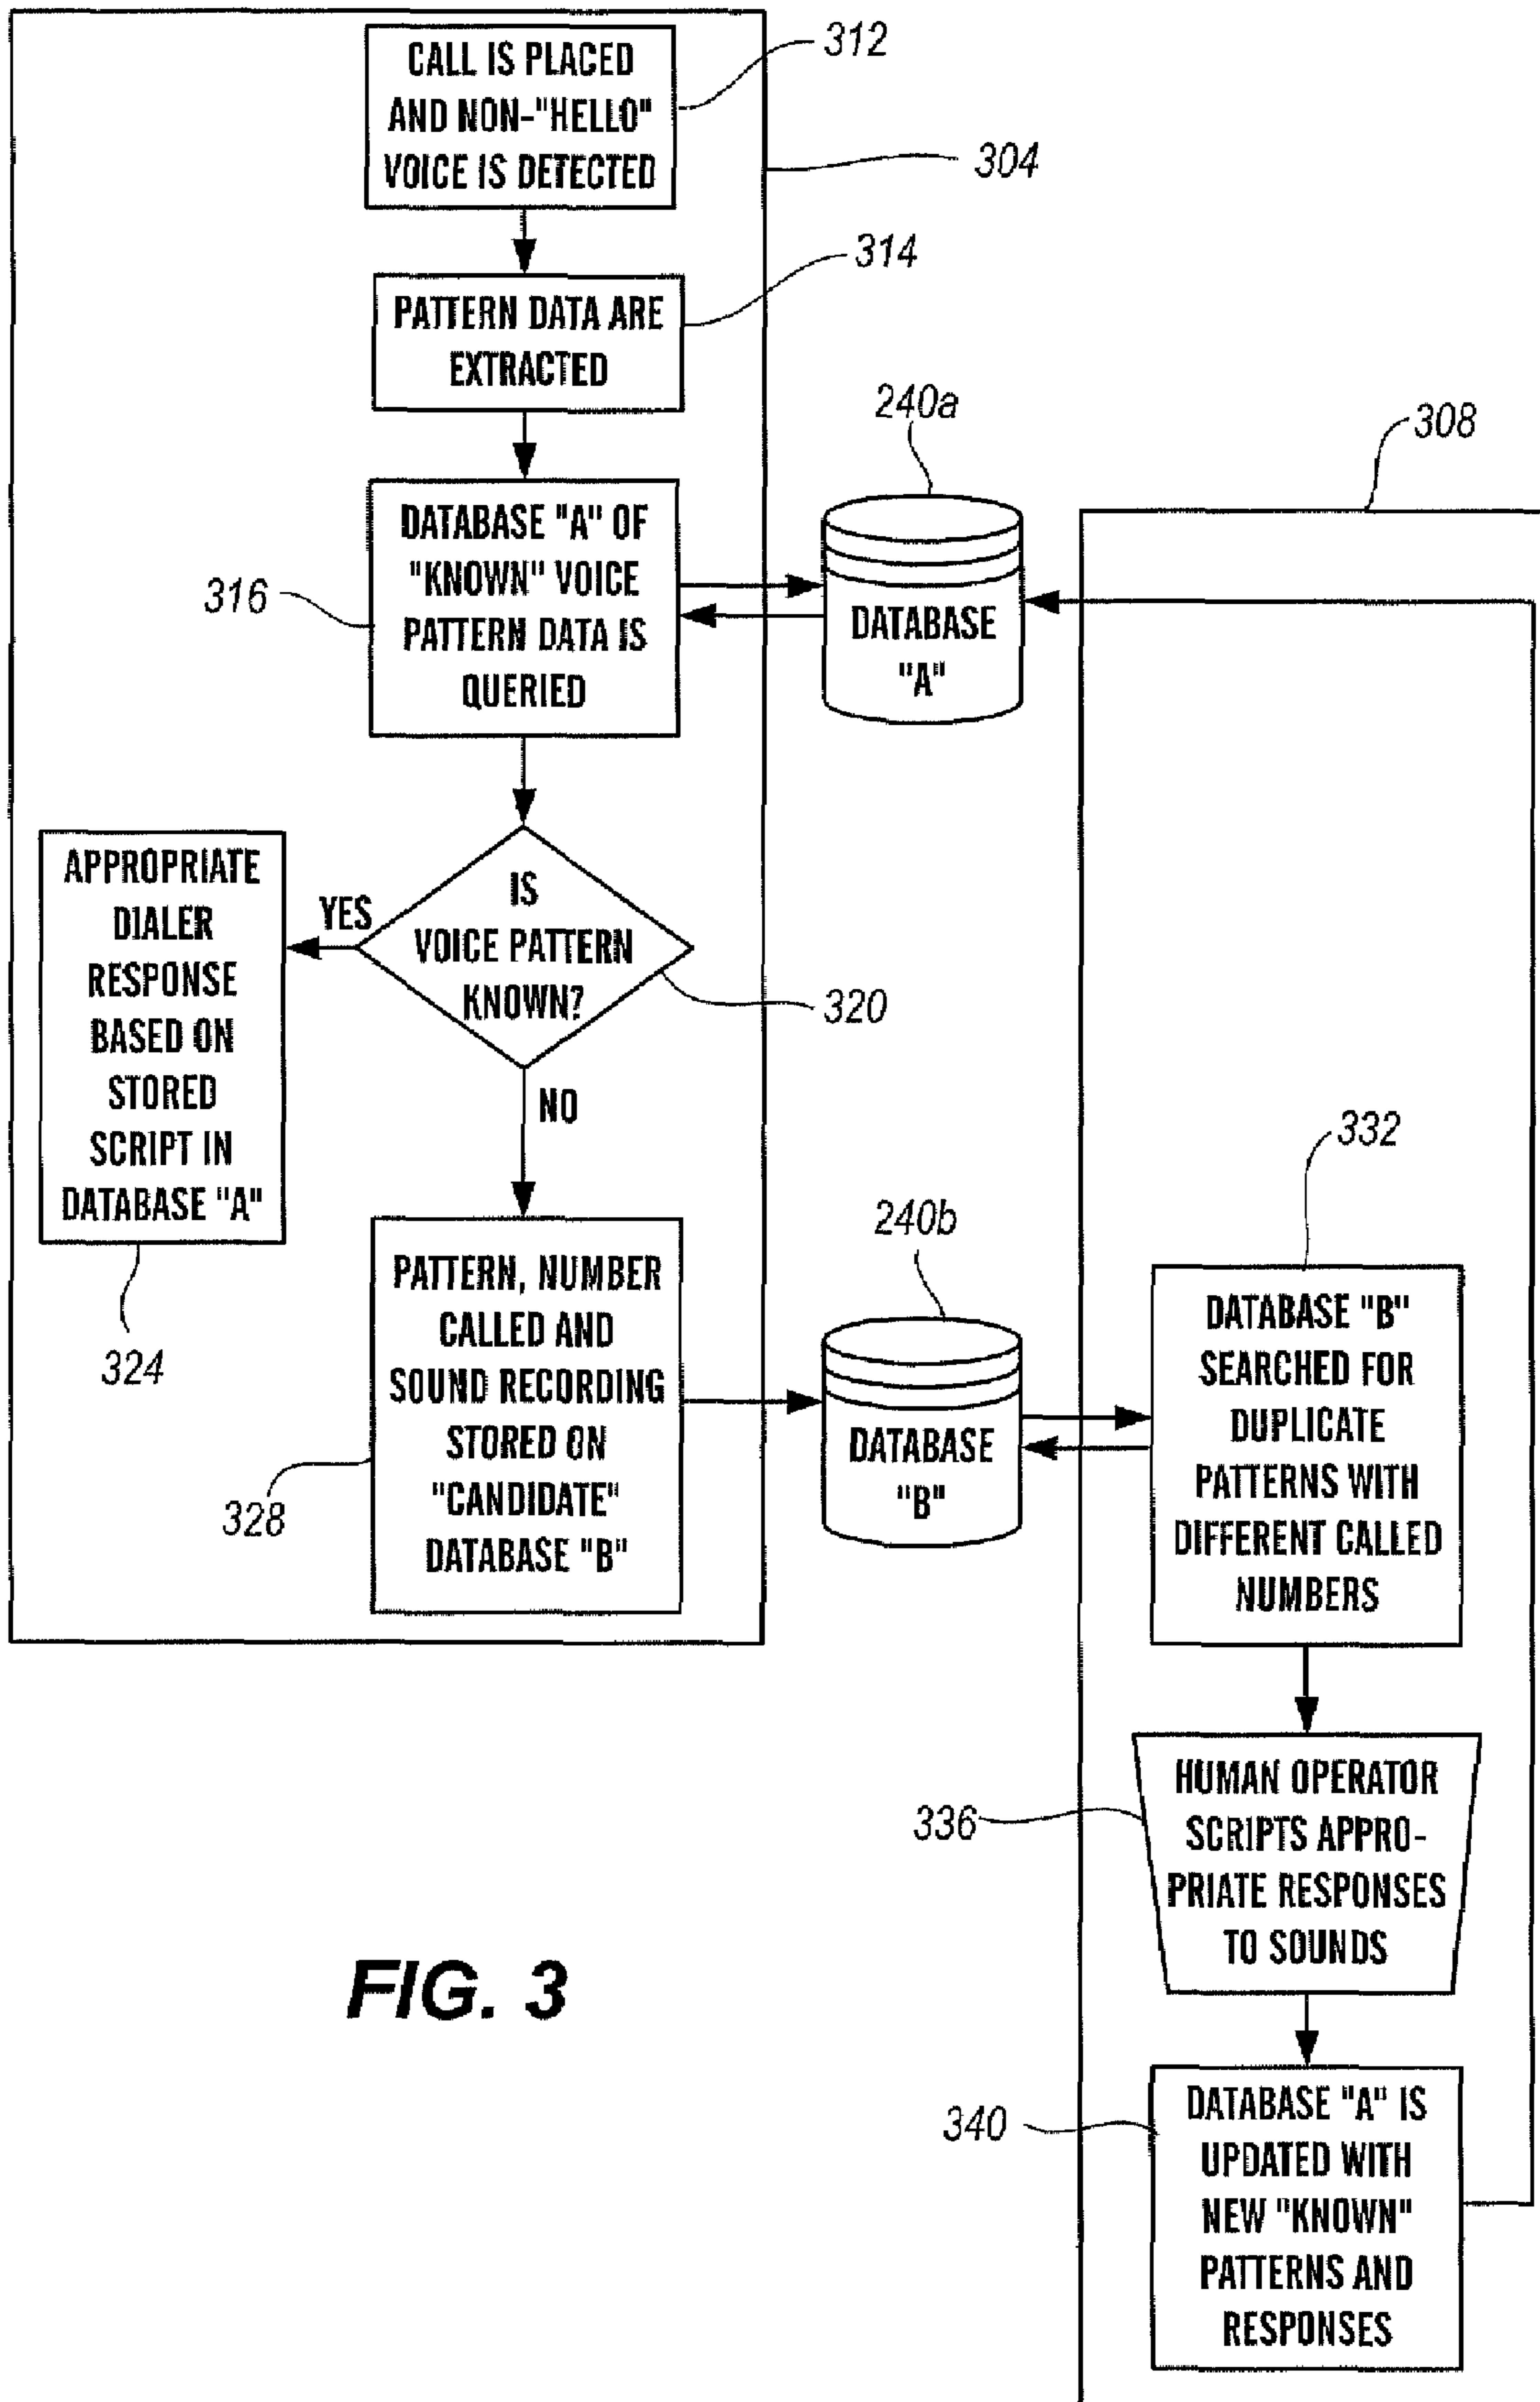 CALL IS PLACED
AND NON-"HELLO"
VOICE IS DETECTED
312
304
PATTERN DATA ARE
EXTRACTED
314
DATABASE "A" OF
"KNOWN" VOICE
PATTERN DATA IS
QUERIED
316
240a
DATABASE
"A"
308
IS
VOICE PATTERN
KNOWN?
320
YES
NO
APPROPRIATE
DIALER
RESPONSE
BASED ON
STORED
SCRIPT IN
DATABASE "A"
324
PATTERN, NUMBER
CALLED AND
SOUND RECORDING
STORED ON
"CANDIDATE"
DATABASE "B"
328
240b
DATABASE
"B"
332
DATABASE "B"
SEARCHED FOR
DUPLICATE
PATTERNS WITH
DIFFERENT CALLED
NUMBERS
HUMAN OPERATOR
SCRIPTS APPRO-
PRIATE RESPONSES
TO SOUNDS
336
DATABASE "A" IS
UPDATED WITH
NEW "KNOWN"
PATTERNS AND
RESPONSES
340
FIG. 3